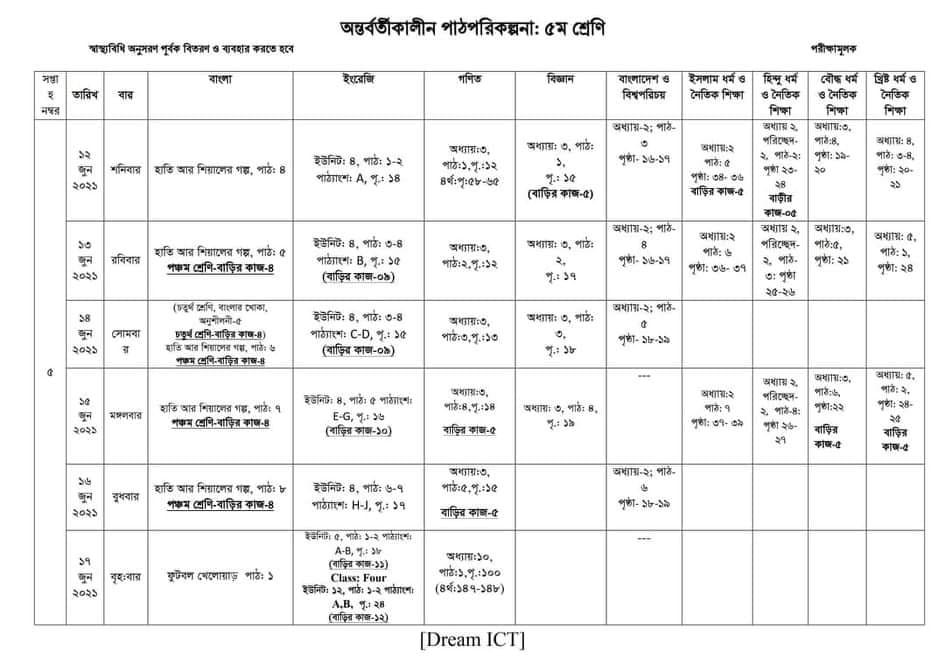 অন্তর্বর্তীকালীন পাঠপরিকল্পনা: ৫ম শ্রেণি
স্বাস্থ্যবিধি অনুসরণ পূর্বক বিতরণ ও ব্যবহার করতে হবে
পরীক্ষামূলক
সপ্তা
হ
নম্বর
তারিখ
বার
বাংলা
ইংরেজি
গণিত
বিজ্ঞান
বাংলাদেশ ও
বিশ্বপরিচয়
ইসলাম ধর্ম ও
নৈতিক শিক্ষা
হিন্দু ধর্ম
ও নৈতিক
শিক্ষা
বৌদ্ধ ধর্ম
ও নৈতিক
শিক্ষা
খ্রিষ্ট ধর্ম ও
নৈতিক
শিক্ষা
৫
১২
জুন
২০২১
শনিবার
হাতি আর শিয়ালের গল্প, পাঠ: ৪
ইউনিট: ৪, পাঠ: ১-২
পাঠ্যাংশ: A, পৃ.: ১৪
অধ্যায়:৩,
পাঠ:১,পৃ.:১২
৪র্থ:পৃ:৫৮-৬৫
অধ্যায়: ৩, পাঠ:
১,
পৃ.: ১৫
(বাড়ির কাজ-৫)
অধ্যায়-২; পাঠ-
৩
পৃষ্ঠা- ১৬-১৭
অধ্যায়:২
পাঠ: ৫
পৃষ্ঠা: ৩৪- ৩৬
বাড়ির কাজ-৫
অধ্যায় ২,
পরিচ্ছেদ-
২, পাঠ-২:
পৃষ্ঠা ২৩-
২৪
বাড়ীর
কাজ-০৫
অধ্যায়:৩,
পাঠ:৪,
পৃষ্ঠা: ১৯-
২০
অধ্যায়: ৪,
পাঠ: ৩-৪,
পৃষ্ঠা: ২০-
২১
১৩
জুন
২০২১
রবিবার
হাতি আর শিয়ালের গল্প, পাঠ: ৫
পঞ্চম শ্রেণি-বাড়ির কাজ-৪
ইউনিট: ৪, পাঠ: ৩-৪
পাঠ্যাংশ: B, পৃ.: ১৫
(বাড়ির কাজ-০৯)
অধ্যায়:৩,
পাঠ:২,পৃ.:১২
অধ্যায়: ৩, পাঠ:
২,
পৃ.: ১৭
অধ্যায়-২; পাঠ-
৪
পৃষ্ঠা- ১৬-১৭
অধ্যায়:২
পাঠ: ৬
পৃষ্ঠা: ৩৬- ৩৭
অধ্যায় ২,
পরিচ্ছেদ-
২, পাঠ-
৩: পৃষ্ঠা
২৫-২৬
অধ্যায়:৩,
পাঠ:৫,
পৃষ্ঠা: ২১
অধ্যায়: ৫,
পাঠ: ১,
পৃষ্ঠা: ২৪
১৪
জুন
২০২১
সোমবা
র
(চতুর্থ শ্রেণি, বাংলার খোকা,
অনুশীলনী-৫
চতুর্থ শ্রেণি-বাড়ির কাজ-৪)
হাতি আর শিয়ালের গল্প, পাঠ: ৬
পঞ্চম শ্রেণি-বাড়ির কাজ-৪
ইউনিট: ৪, পাঠ: ৩-৪
পাঠ্যাংশ: C-D, পৃ.: ১৫
(বাড়ির কাজ-০৯)
অধ্যায়:৩,
পাঠ:৩,পৃ.:১৩
অধ্যায়: ৩, পাঠ:
৩,
পৃ.: ১৮
অধ্যায়-২; পাঠ-
৫
পৃষ্ঠা- ১৮-১৯
১৫
জুন
২০২১
মঙ্গলবার
হাতি আর শিয়ালের গল্প, পাঠ: ৭
পঞ্চম শ্রেণি-বাড়ির কাজ-৪
ইউনিট: ৪, পাঠ: ৫ পাঠ্যাংশ:
E-G, পৃ.: ১৬
(বাড়ির কাজ-১০)
অধ্যায়:৩,
পাঠ:৪,পৃ.:১৪
বাড়ির কাজ-৫
অধ্যায়: ৩, পাঠ: ৪,
পৃ.: ১৯
---
অধ্যায়:২
পাঠ: ৭
পৃষ্ঠা: ৩৭- ৩৯
অধ্যায় ২,
পরিচ্ছেদ-
২, পাঠ-৪:
পৃষ্ঠা ২৬-
২৭
অধ্যায়:৩,
পাঠ:৬,
পৃষ্ঠা:২২
বাড়ির
কাজ-৫
অধ্যায়: ৫,
পাঠ: ২,
পৃষ্ঠা: ২৪-
২৫
বাড়ির
কাজ-৫
১৬
জুন
২০২১
বুধবার
হাতি আর শিয়ালের গল্প, পাঠ: ৮
পঞ্চম শ্রেণি-বাড়ির কাজ-৪
ইউনিট: ৪, পাঠ: ৬-৭
পাঠ্যাংশ: H-J, পৃ.: ১৭
অধ্যায়:৩,
পাঠ:৫,পৃ.:১৫
বাড়ির কাজ-৫
অধ্যায়-২; পাঠ-
৬
পৃষ্ঠা- ১৮-১৯
১৭
জুন
২০২১
বৃহ:বার
ফুটবল খেলোয়াড় পাঠ: ১
ইউনিট: ৫, পাঠ: ১-২ পাঠ্যাংশ:
A-B, পৃ.: ১৮
(বাড়ির কাজ-১১)
Class: Four
ইউনিট: ১২, পাঠ: ১-২ পাঠ্যাংশ:
A,B, পৃ.: ২৪
(বাড়ির কাজ-১২)
অধ্যায়:১০,
পাঠ:১,পৃ.:১০০
(৪র্থ:১৪৭-১৪৮)
---
[Dream ICT]